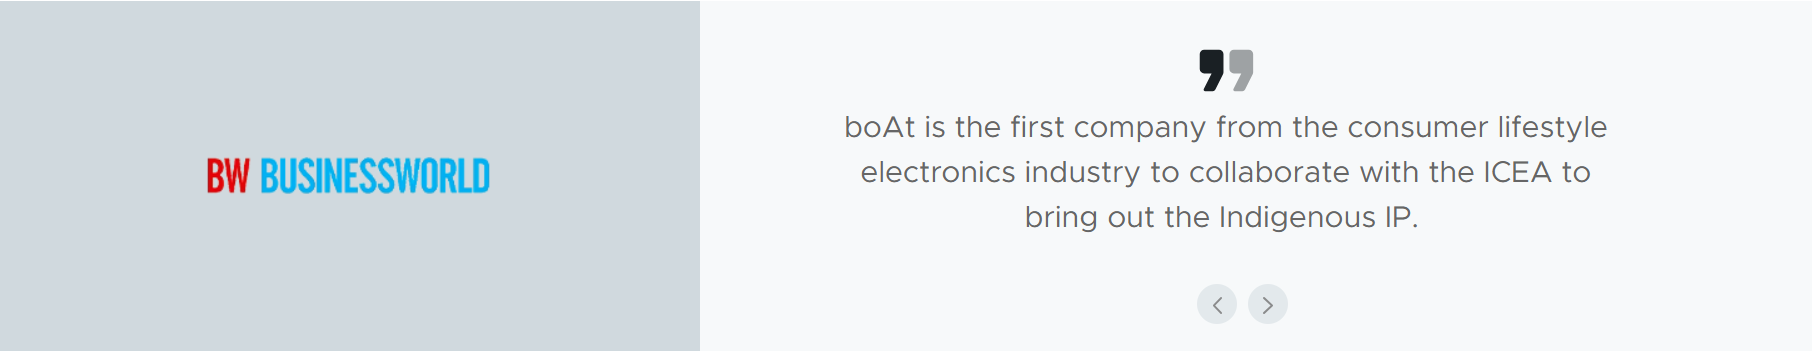 BW BUSINESSWORLD
boAt is the first company from the consumer lifestyle
electronics industry to collaborate with the ICEA to
bring out the Indigenous IP.